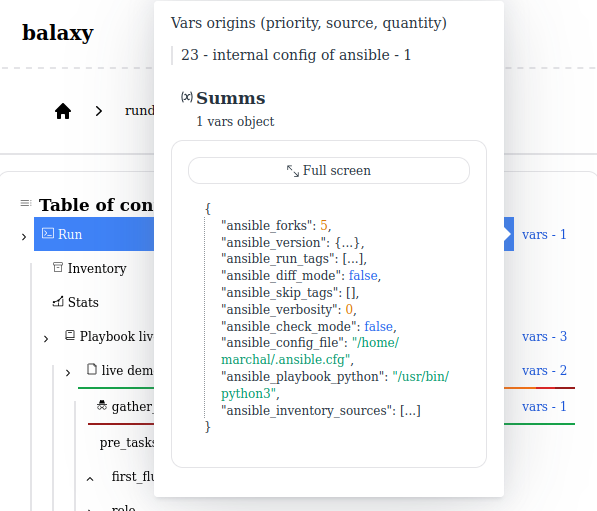 balaxy
Vars origins (priority, source, quantity)
23 - internal config of ansible - 1
(x) Summs
1 vars object
rund
Full screen
Table of con
Run
vars - 1
Inventory
Stats
Playbook liv
vars - 3
live dem
vars - 2
gather_
vars - 1
pre_tasks
first_flu
role
{
"ansible_forks": 5,
"ansible_version": {...},
"ansible_run_tags": [...],
"ansible_diff_mode": false,
"ansible_skip_tags": [],
"ansible_verbosity": 0,
"ansible_check_mode": false,
"ansible_config_file": "/home/
marchal/.ansible.cfg",
"ansible_playbook_python": "/usr/bin/
python3",
"ansible_inventory_sources": [...]
}